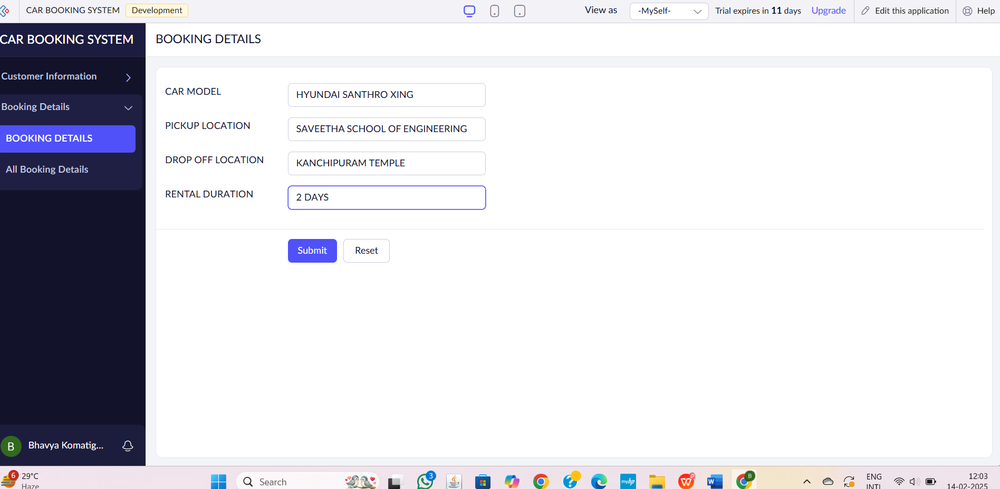 CAR BOOKING SYSTEM Development View as -MySelf- Trial expires in 11 days Upgrade Edit this application Help
CAR BOOKING SYSTEM
Customer Information
Booking Details
BOOKING DETAILS
All Booking Details
Bhavya Komatig...
B
BOOKING DETAILS
CAR MODEL HYUNDAI SANTHRO XING
PICKUP LOCATION SAVEETHA SCHOOL OF ENGINEERING
DROP OFF LOCATION KANCHIPURAM TEMPLE
RENTAL DURATION 2 DAYS
Submit Reset
6 29°C
Haze
Search
3
myhp
W
P
W
B
ENG
INTL
12:03
14-02-2025